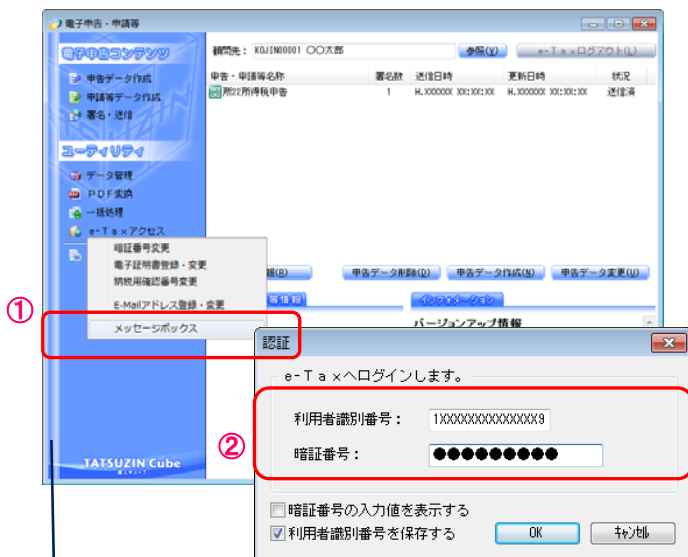 電子申告・申請等
電子申告コンテンツ
申告データ作成
申請等データ作成
署名・送信
ユーティリティ
データ管理
PDF変換
一括処理
e-Taxアクセス
顧問先: KOJIN00001 〇〇太郎
参照(V)
e-Taxログアウト(L)
申告・申請等名称 署名数 送信日時 更新日時 状況
所22所得税申告 1 H.XXXXXX XX:XX:XX H.XXXXXX XX:XX:XX 送信済
暗証番号変更
電子証明書登録・変更
納税用確認番号変更
E-Mailアドレス登録・変更
メッセージボックス
報(R)
申告データ削除(D)
申告データ作成(N)
申告データ変更(U)
等情報
インフォメーション
バージョンアップ情報
①
認証
e-Taxへログインします。
利用者識別番号: 1XXXXXXXXXXXXXX9
②
暗証番号: ●●●●●●●●●
暗証番号の入力値を表示する
利用者識別番号を保存する
OK
キャンセル
TATSUZIN Cube